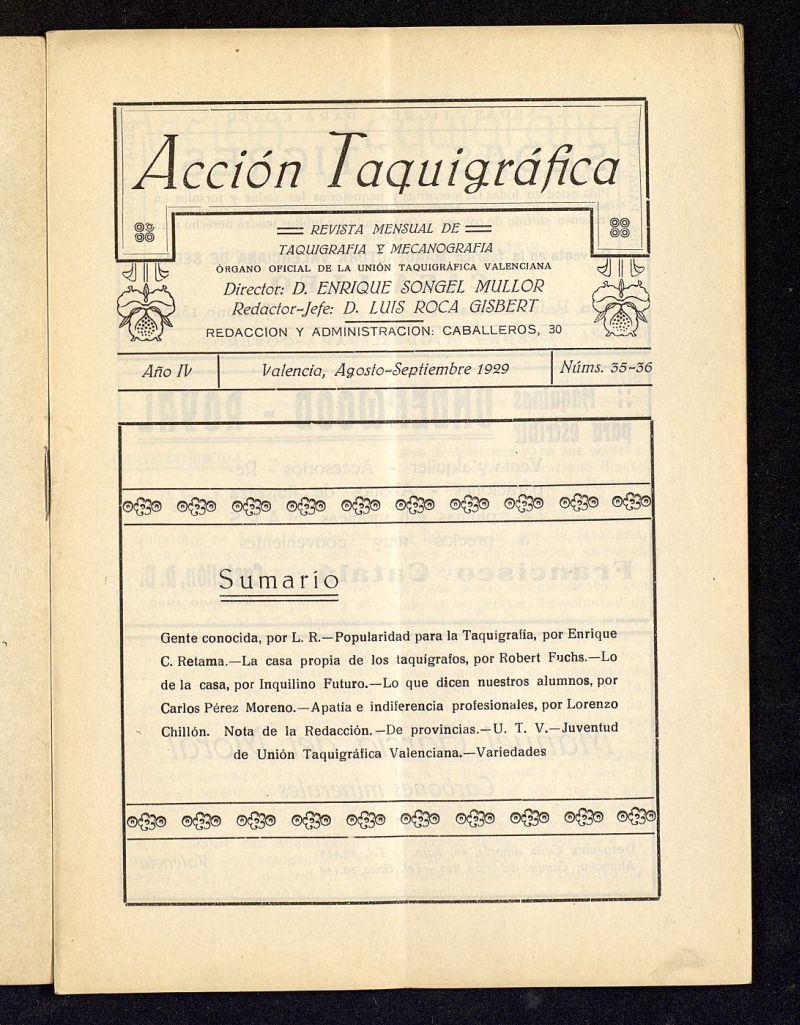 Acción Taquigráfica
REVISTA MENSUAL DE
TAQUIGRAFIA Y MECANOGRAFIA
ÓRGANO OFICIAL DE LA UNIÓN TAQUIGRÁFICA VALENCIANA
Director: D. ENRIQUE SONGEL MULLOR
Redactor-Jefe: D. LUIS ROCA GISBERT
REDACCION Y ADMINISTRACION: CABALLEROS, 30
Año IV Valencia, Agosto-Septiembre 1929 Núms. 35-36
Sumario
Gente conocida, por L. R.—Popularidad para la Taquigrafía, por Enrique
C. Retama.—La casa propia de los taquígrafos, por Robert Fuchs.—Lo
de la casa, por Inquilino Futuro.—Lo que dicen nuestros alumnos, por
Carlos Pérez Moreno.—Apatía e indiferencia profesionales, por Lorenzo
Chillón. Nota de la Redacción.—De provincias.—U. T. V.—Juventud
de Unión Taquigráfica Valenciana.—Variedades